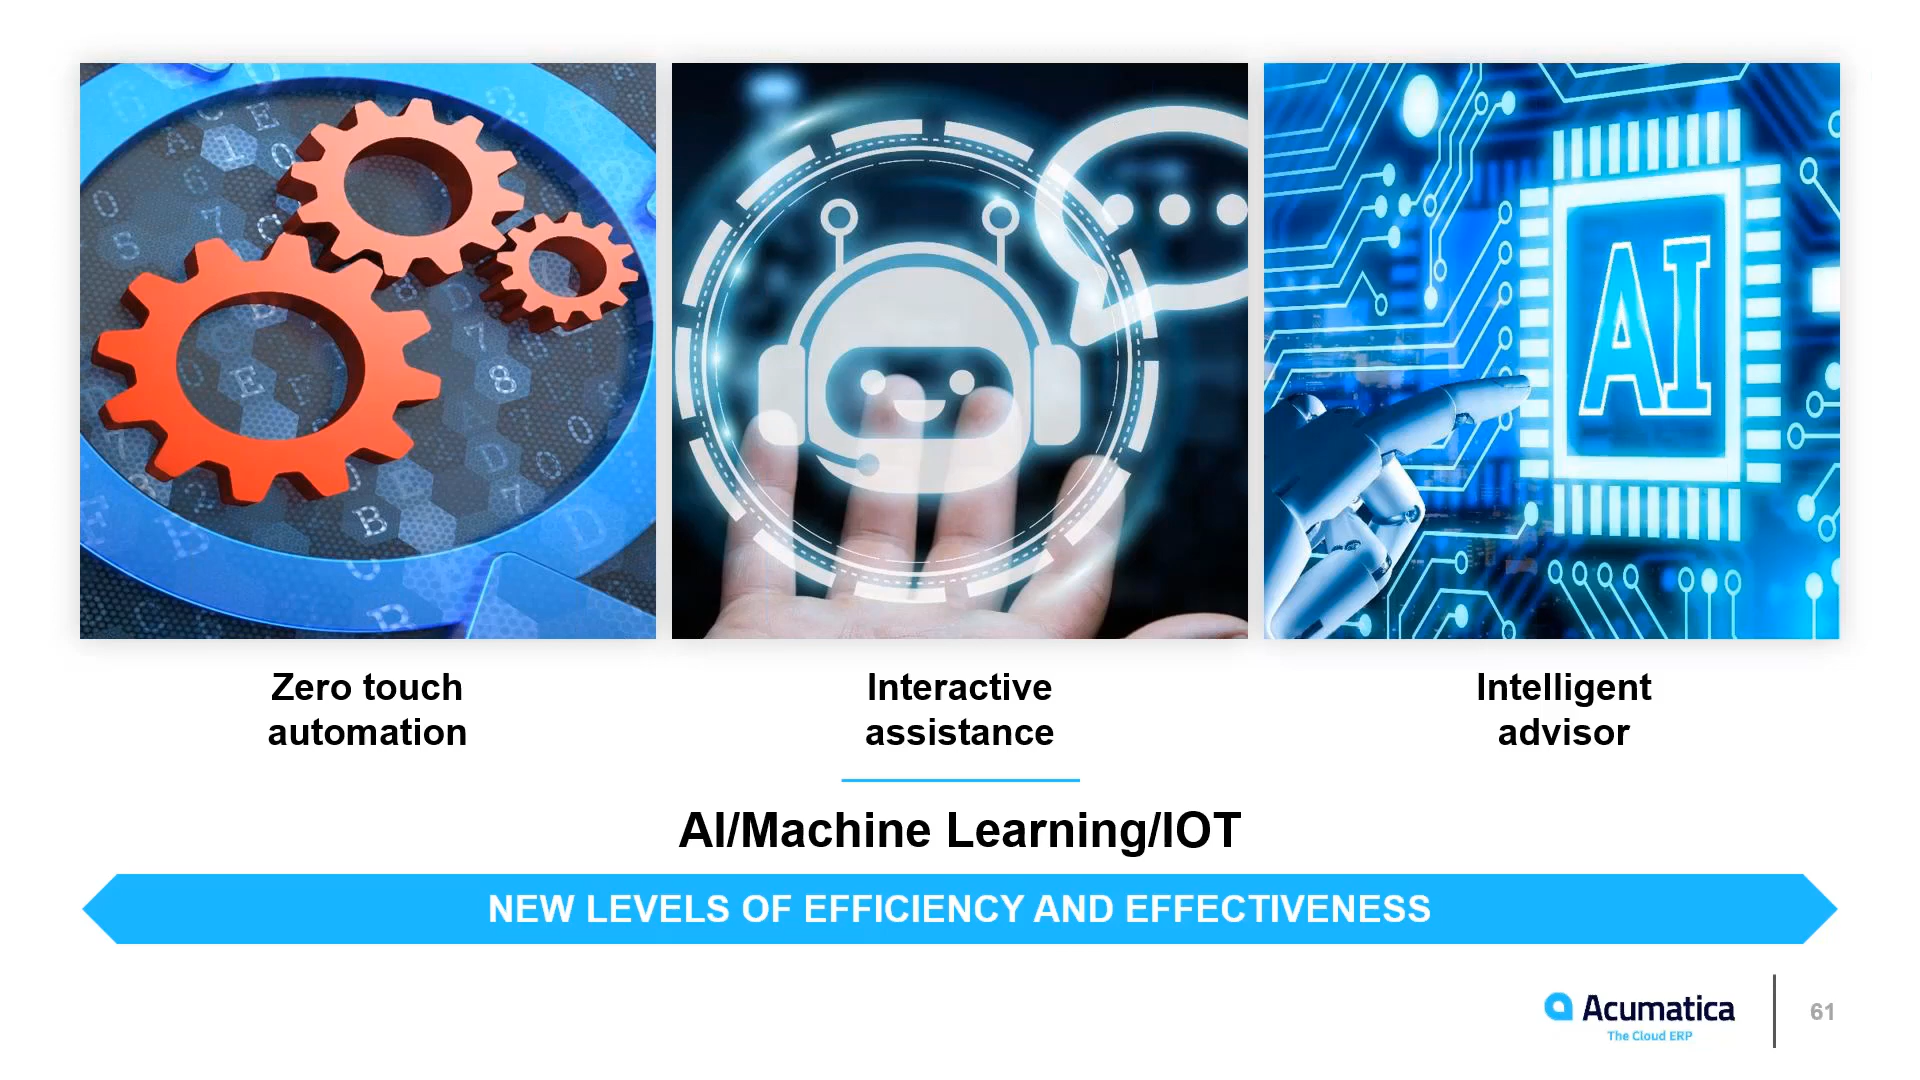 AI
Zero touch
automation
Interactive
assistance
Intelligent
advisor
AI/Machine Learning/IOT
NEW LEVELS OF EFFICIENCY AND EFFECTIVENESS
Acumatica
The Cloud ERP
61